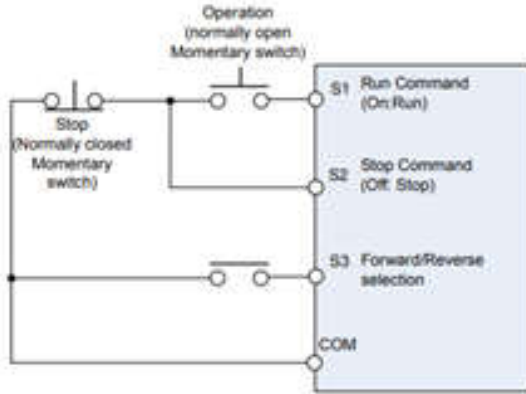 Operation
(normally open
Momentary switch)
S1 Run Command
(On:Run)
Stop
(Normally closed
Momentary
switch)
S2 Stop Command
(Off: Stop)
S3 Forward/Reverse
selection
COM